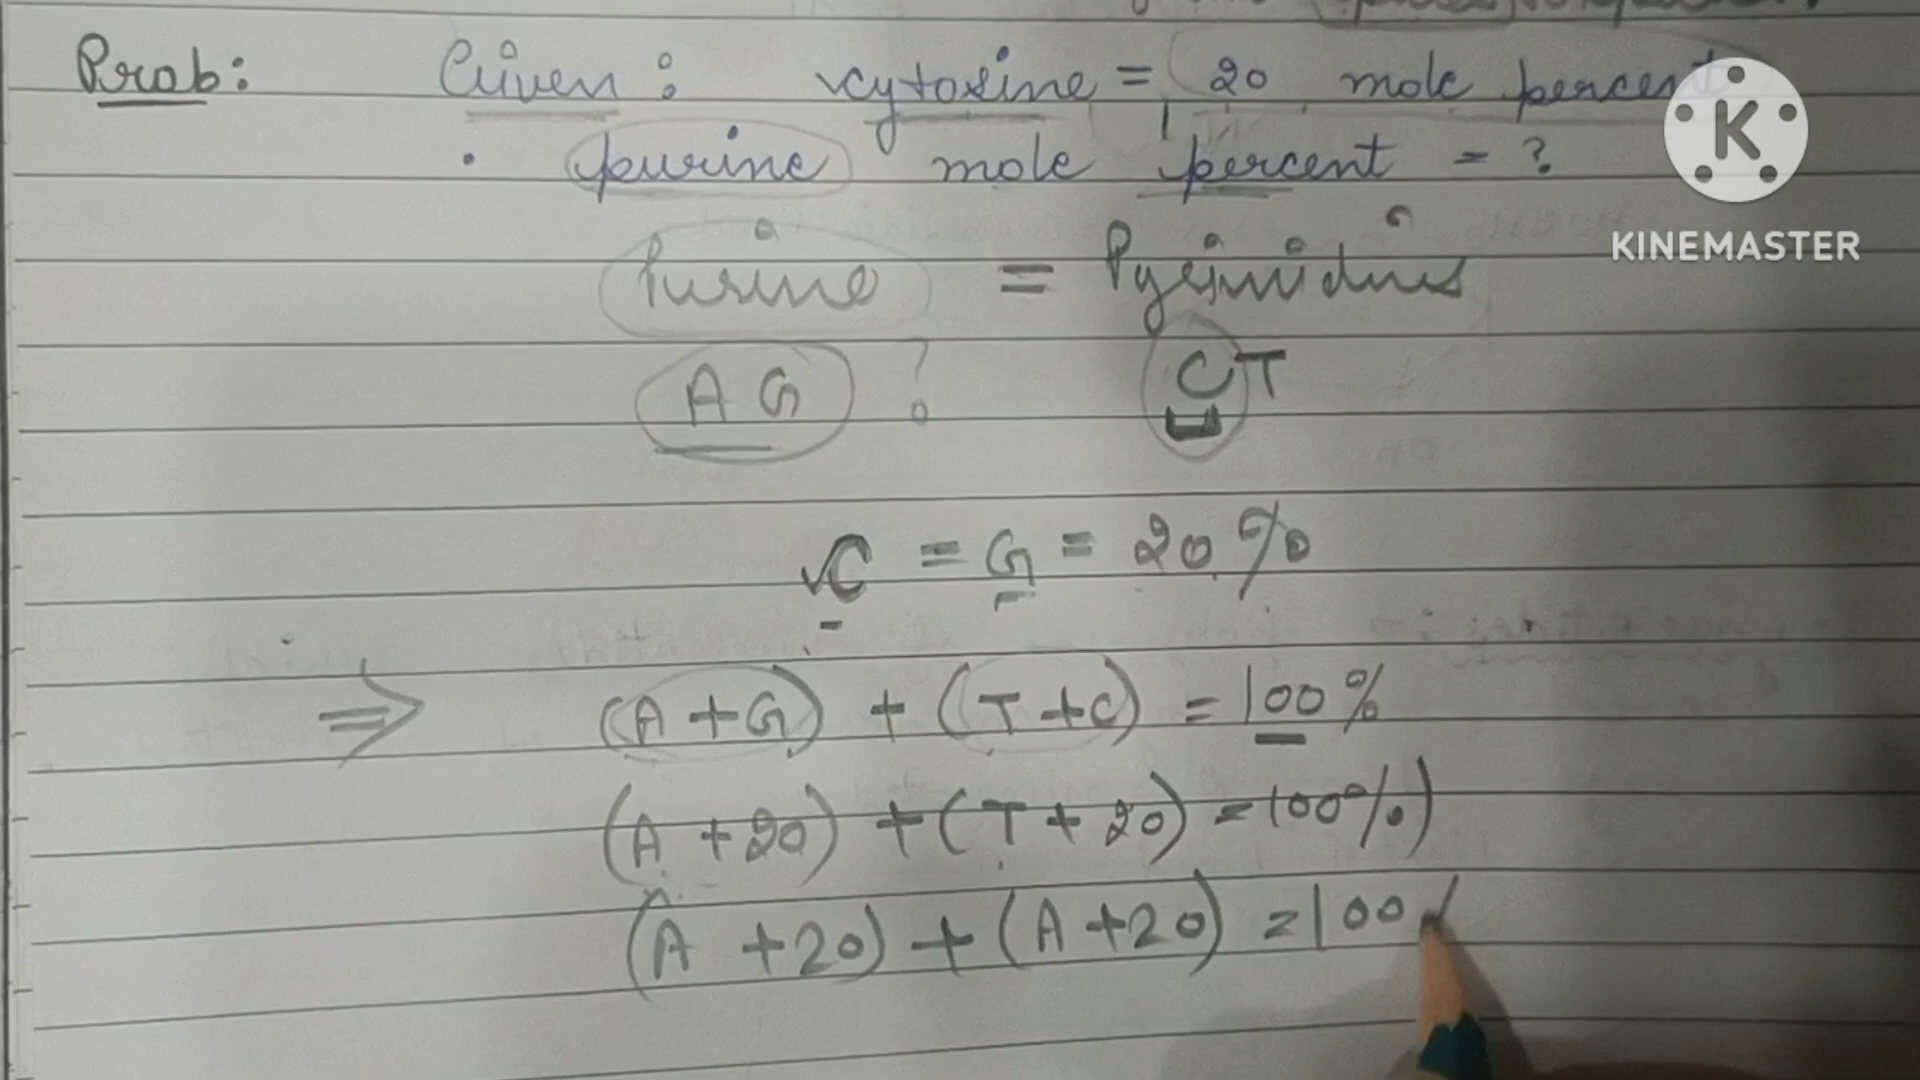 Prob: Given: cytosine = 20 mole percent
. purine mole percent = ?
Purine = Pyrimidines
A G ? C T
√C = G = 20%
⇒ (A + G) + (T + C) = 100%
(A + 20) + (T + 20) = 100%)
(A + 20) + (A + 20) = 100%
K
KINEMASTER